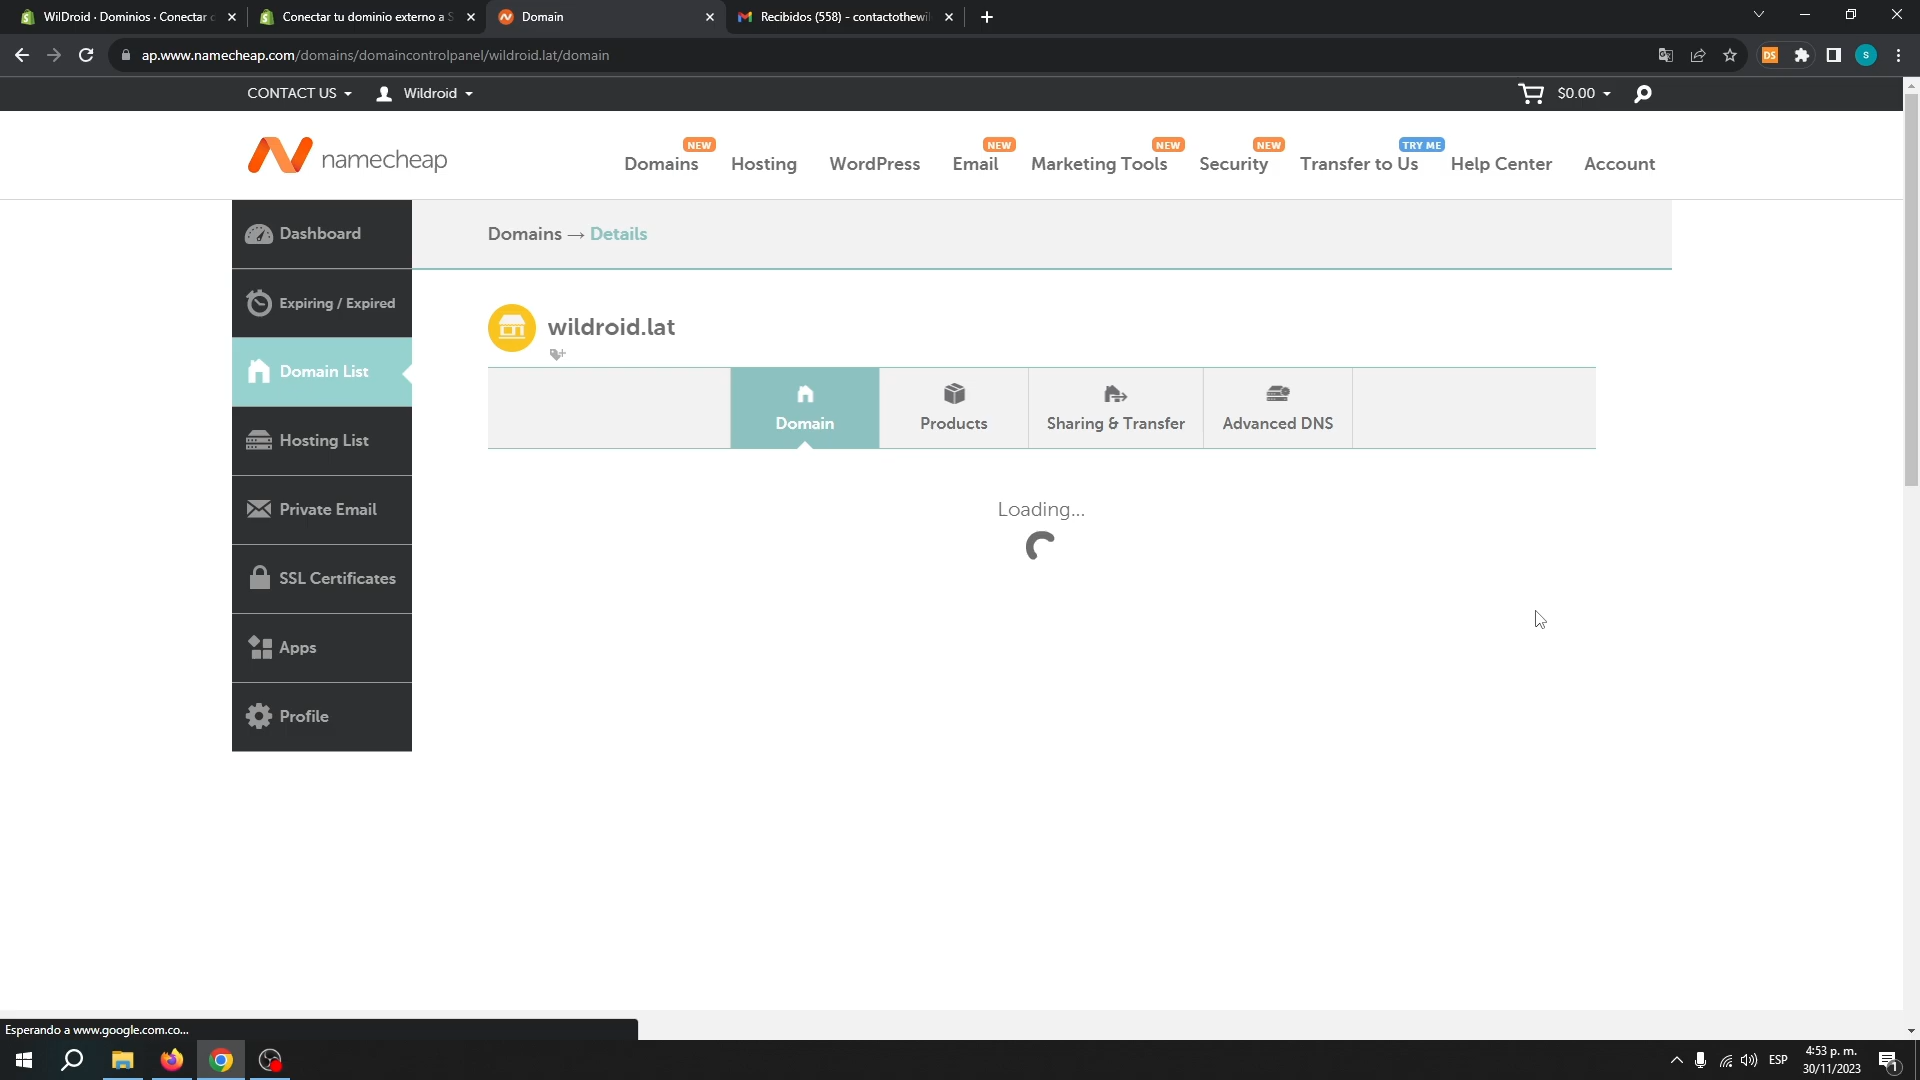 WilDroid · Dominios · Conectar
Conectar tu dominio externo a S
Domain
Recibidos (558) - contactothewil
ap.www.namecheap.com/domains/domaincontrolpanel/wildroid.lat/domain
DS
S
CONTACT US
Wildroid
$0.00
namecheap
NEW
NEW
NEW
NEW
TRY ME
Domains
Hosting
WordPress
Email
Marketing Tools
Security
Transfer to Us
Help Center
Account
Dashboard
Expiring / Expired
Domain List
Hosting List
Private Email
SSL Certificates
Apps
Profile
Domains → Details
wildroid.lat
Domain
Products
Sharing & Transfer
Advanced DNS
Loading...
Esperando a www.google.com.co...
ESP
4:53 p. m.
30/11/2023
1